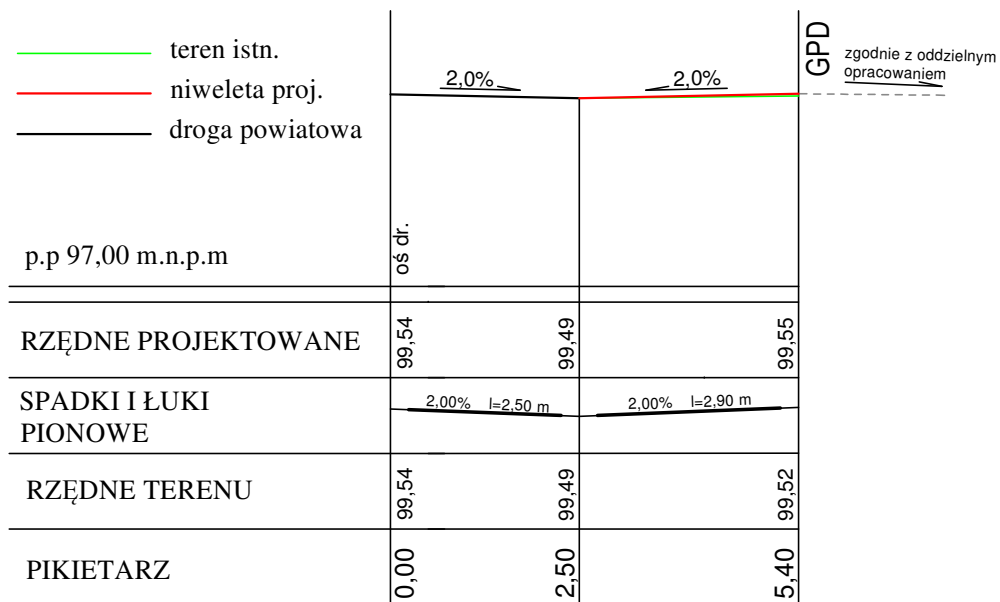 teren istn.
niweleta proj.
droga powiatowa
2,0%
2,0%
GPD
zgodnie z oddzielnym
opracowaniem
p.p 97,00 m.n.p.m
oś dr.
RZĘDNE PROJEKTOWANE
99,54
99,49
99,55
SPADKI I ŁUKI
PIONOWE
2,00% l=2,50 m
2,00% l=2,90 m
RZĘDNE TERENU
99,54
99,49
99,52
PIKIETARZ
0,00
2,50
5,40